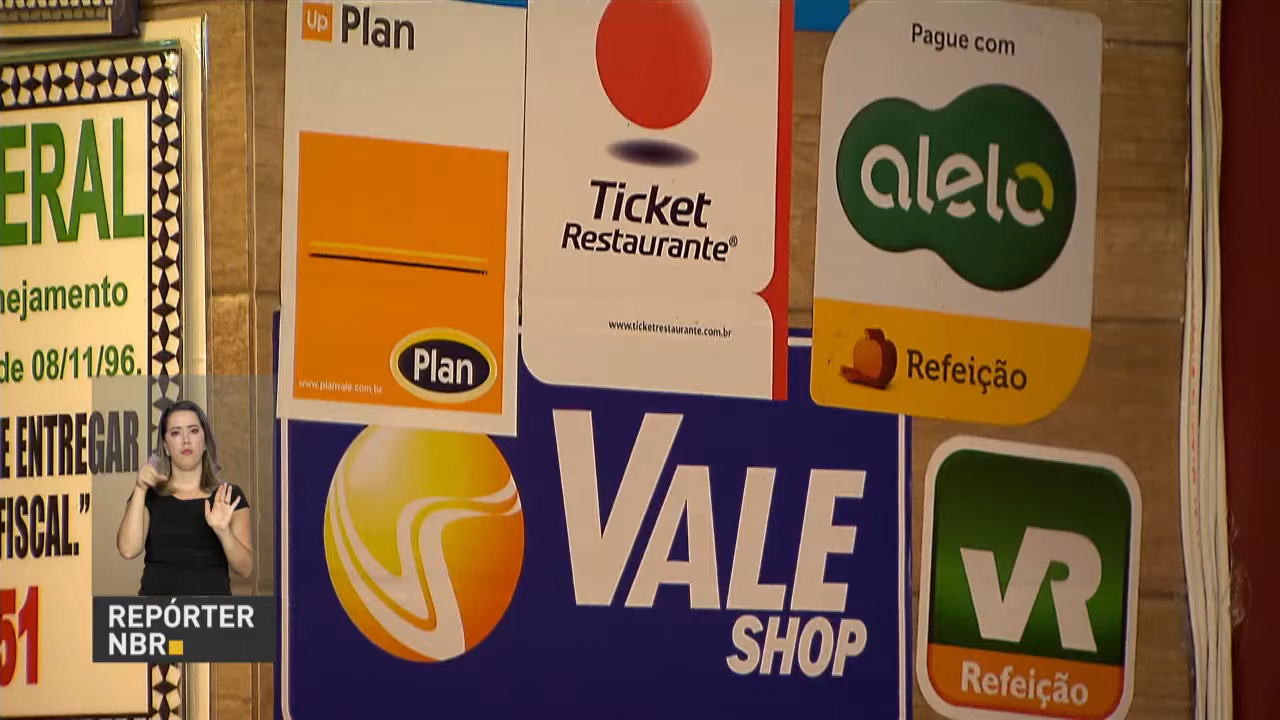 ERAL
nejamento
de 08/11/96.
E ENTREGAR
FISCAL."
51
REPÓRTER
NBR
Up Plan
Plan
www.planvale.com.br
Ticket
Restaurante®
www.ticketrestaurante.com.br
Pague com
alelo
Refeição
VALE
SHOP
VR
Refeição